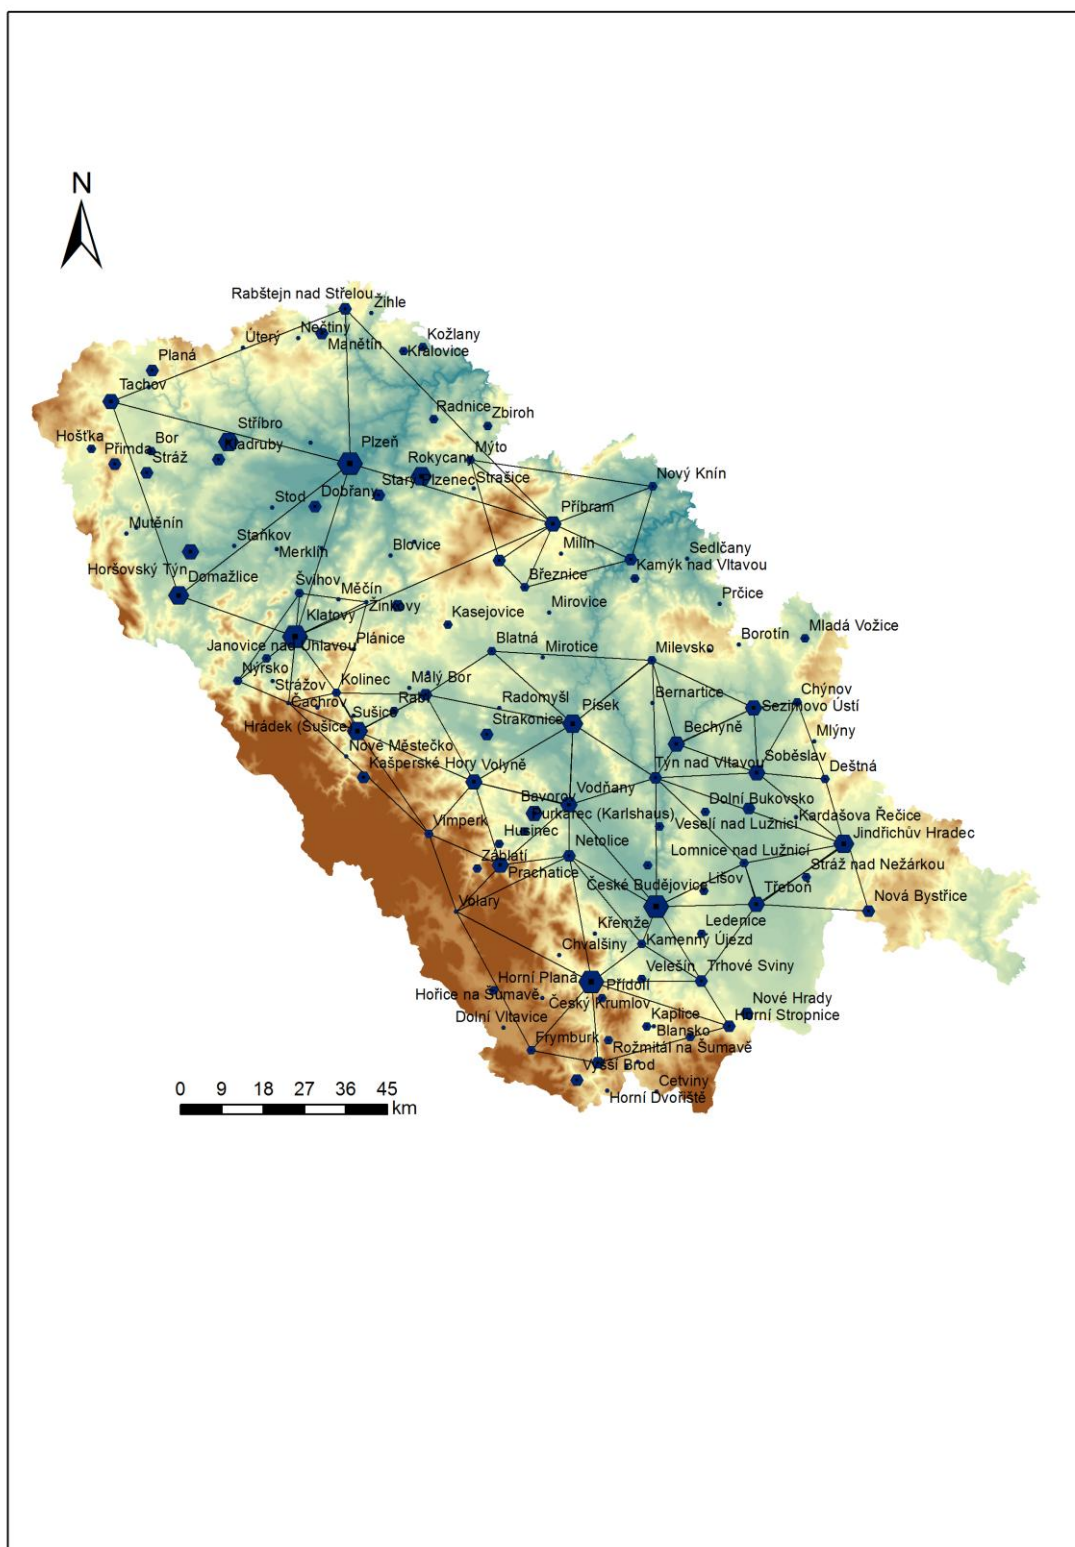 N
Rabštejn nad Střelou
Žihle
Nečtiny
Kožlany
Úterý
Manětín
Kralovice
Planá
Tachov
Radnice
Stříbro
Zbiroh
Hošťka
Bor
Kladruby
Plzeň
Přimda
Rokycany
Mýto
Stráž
Starý Plzenec
Strašice
Nový Knín
Stod
Dobřany
Příbram
Mutěnín
Staňkov
Merklín
Blovice
Milín
Sedlčany
Horšovský Týn
Domažlice
Březnice
Kamýk nad Vltavou
Švihov
Měčín
Žinkovy
Mirovice
Prčice
Klatovy
Kasejovice
Borotín
Mladá Vožice
Janovice nad Úhlavou
Plánice
Blatná
Mirotice
Milevsko
Nýrsko
Strážov
Kolinec
Malý Bor
Čachrov
Rabí
Radomyšl
Písek
Bernartice
Chýnov
Sezimovo Ústí
Sušice
Hrádek (Sušice)
Strakonice
Bechyně
Mlýny
Nové Městečko
Kašperské Hory
Volyně
Týn nad Vltavou
Soběslav
Deštná
Bavorov
Vodňany
Dolní Bukovsko
Purkarec (Karlshaus)
Kardašova Řečice
Vimperk
Husinec
Netolice
Veselí nad Lužnicí
Jindřichův Hradec
Záblatí
Prachatice
Lomnice nad Lužnicí
Stráž nad Nežárkou
České Budějovice
Lišov
Třeboň
Nová Bystřice
Volary
Křemže
Ledenice
Chvalšiny
Kamenný Újezd
Horní Planá
Velešín
Trhové Sviny
Přídolí
Hořice na Šumavě
Český Krumlov
Nové Hrady
Dolní Vltavice
Kaplice
Horní Stropnice
Blansko
Frymburk
Rožmitál na Šumavě
Vyšší Brod
Cetviny
Horní Dvořiště
0 9 18 27 36 45
km